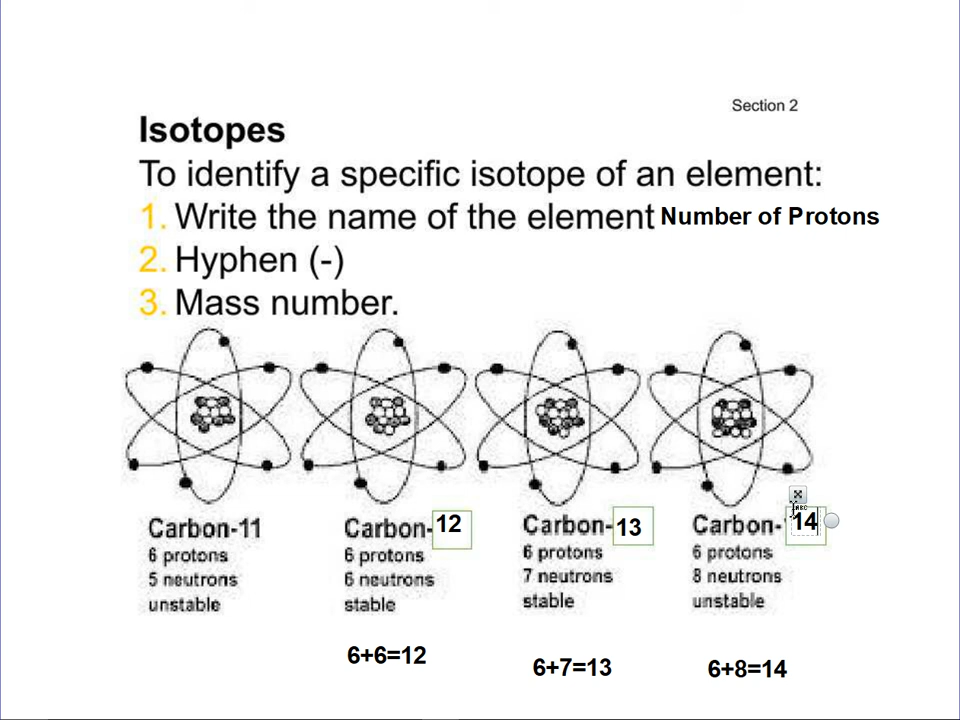 Section 2
Isotopes
To identify a specific isotope of an element:
1. Write the name of the element Number of Protons
2. Hyphen (-)
3. Mass number.
Carbon-11
6 protons
5 neutrons
unstable
Carbon-12
6 protons
6 neutrons
stable
6+6=12
Carbon-13
6 protons
7 neutrons
stable
6+7=13
Carbon-14
6 protons
8 neutrons
unstable
6+8=14